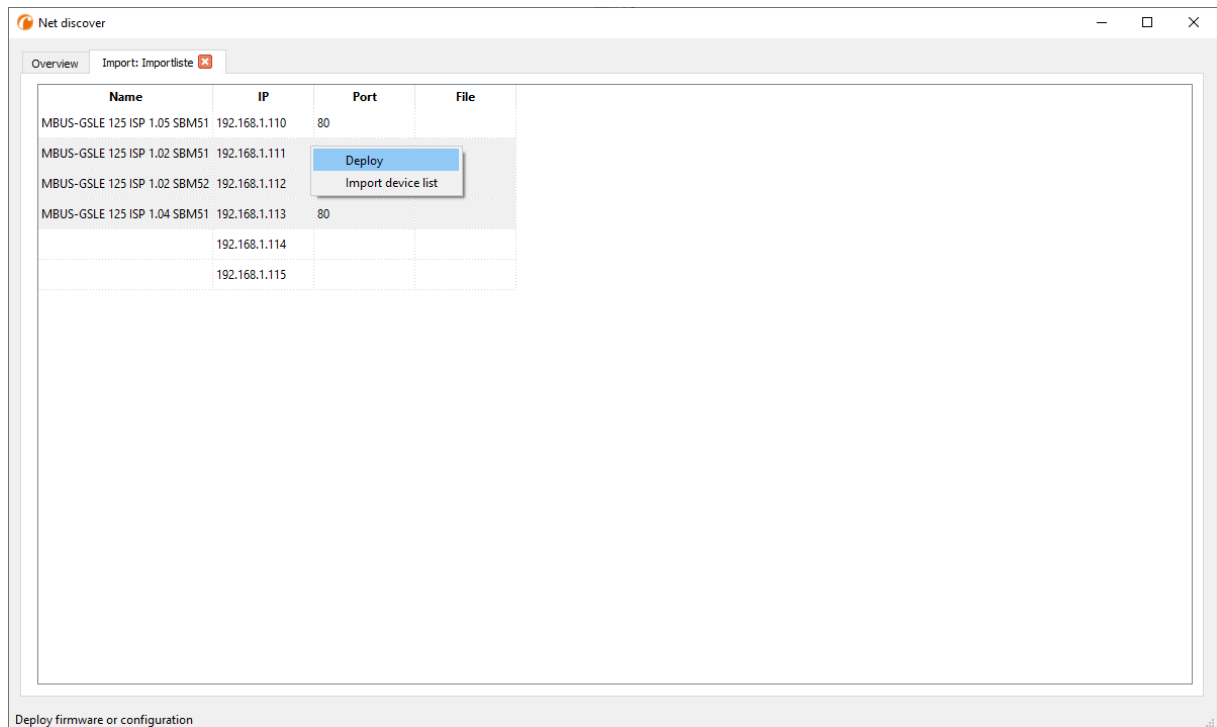 Net discover
Overview Import: Importliste
Name IP Port File
MBUS-GSLE 125 ISP 1.05 SBM51 192.168.1.110 80
MBUS-GSLE 125 ISP 1.02 SBM51 192.168.1.111
Deploy
MBUS-GSLE 125 ISP 1.02 SBM52 192.168.1.112
Import device list
MBUS-GSLE 125 ISP 1.04 SBM51 192.168.1.113 80
192.168.1.114
192.168.1.115
Deploy firmware or configuration